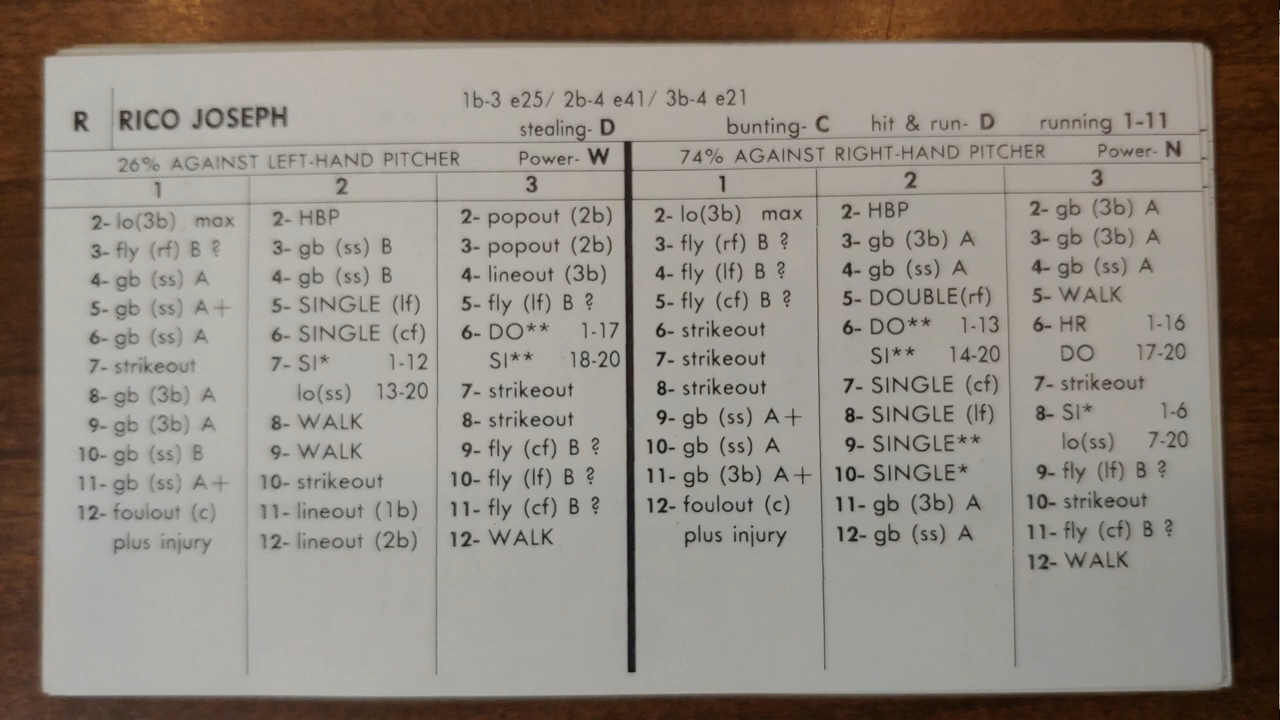 1b-3 e25/ 2b-4 e41/ 3b-4 e21
R RICO JOSEPH stealing- D bunting- C hit & run- D running 1-11
26% AGAINST LEFT-HAND PITCHER Power- W
1 2 3
2- lo(3b) max
3- fly (rf) B ?
4- gb (ss) A
5- gb (ss) A+
6- gb (ss) A
7- strikeout
8- gb (3b) A
9- gb (3b) A
10- gb (ss) B
11- gb (ss) A+
12- foulout (c)
plus injury
2- HBP
3- gb (ss) B
4- gb (ss) B
5- SINGLE (lf)
6- SINGLE (cf)
7- SI* 1-12
lo(ss) 13-20
8- WALK
9- WALK
10- strikeout
11- lineout (1b)
12- lineout (2b)
2- popout (2b)
3- popout (2b)
4- lineout (3b)
5- fly (lf) B ?
6- DO** 1-17
SI** 18-20
7- strikeout
8- strikeout
9- fly (cf) B ?
10- fly (lf) B ?
11- fly (cf) B ?
12- WALK
74% AGAINST RIGHT-HAND PITCHER Power- N
1 2 3
2- lo(3b) max
3- fly (rf) B ?
4- fly (lf) B ?
5- fly (cf) B ?
6- strikeout
7- strikeout
8- strikeout
9- gb (ss) A+
10- gb (ss) A
11- gb (3b) A+
12- foulout (c)
plus injury
2- HBP
3- gb (3b) A
4- gb (ss) A
5- DOUBLE(rf)
6- DO** 1-13
SI** 14-20
7- SINGLE (cf)
8- SINGLE (lf)
9- SINGLE**
10- SINGLE*
11- gb (3b) A
12- gb (ss) A
2- gb (3b) A
3- gb (3b) A
4- gb (ss) A
5- WALK
6- HR 1-16
DO 17-20
7- strikeout
8- SI* 1-6
lo(ss) 7-20
9- fly (lf) B ?
10- strikeout
11- fly (cf) B ?
12- WALK